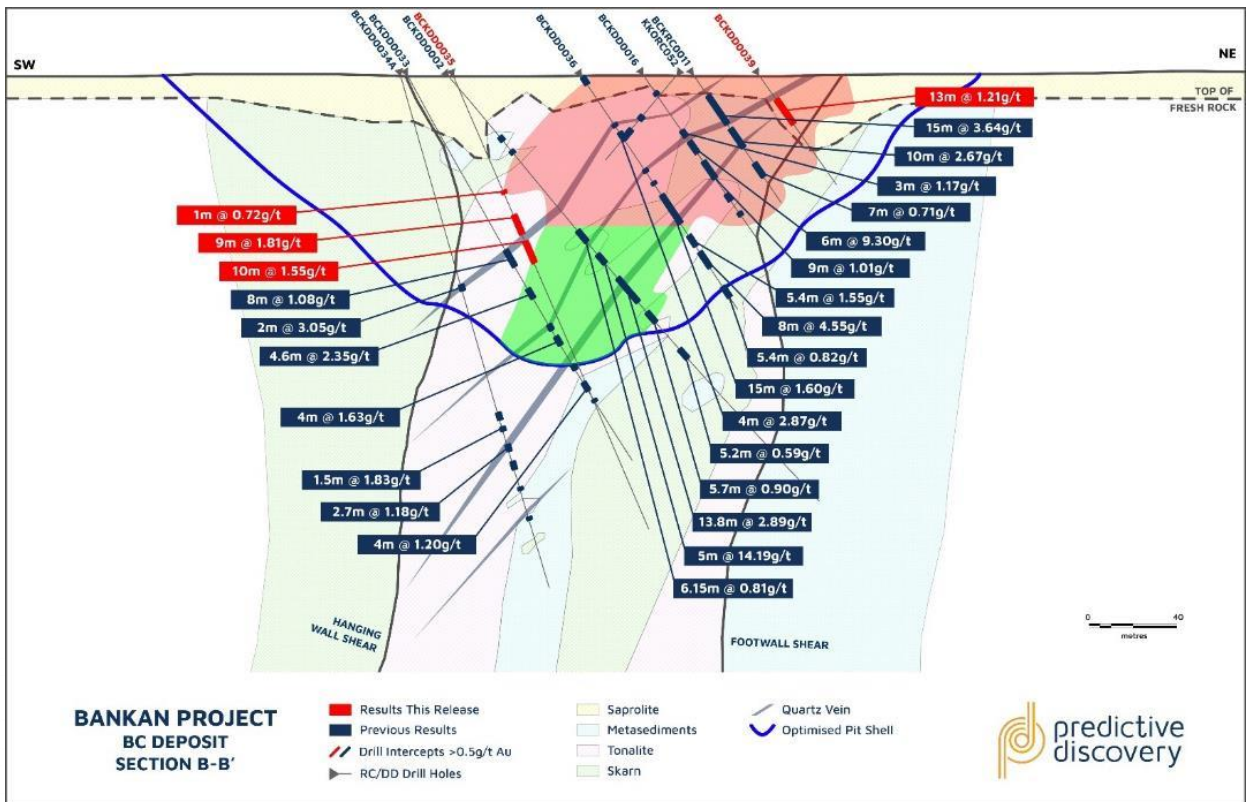 SW
BCKDD0034A
BCKDD0033
BCKDD0002
BCKDD0035
BCKDD0036
BCKDD0016
KKORC052
BCKRC0011
BCKDD0039
NE
TOP OF
FRESH ROCK
13m @ 1.21g/t
15m @ 3.64g/t
10m @ 2.67g/t
3m @ 1.17g/t
7m @ 0.71g/t
6m @ 9.30g/t
9m @ 1.01g/t
5.4m @ 1.55g/t
8m @ 4.55g/t
5.4m @ 0.82g/t
15m @ 1.60g/t
4m @ 2.87g/t
5.2m @ 0.59g/t
5.7m @ 0.90g/t
13.8m @ 2.89g/t
5m @ 14.19g/t
6.15m @ 0.81g/t
1m @ 0.72g/t
9m @ 1.81g/t
10m @ 1.55g/t
8m @ 1.08g/t
2m @ 3.05g/t
4.6m @ 2.35g/t
4m @ 1.63g/t
1.5m @ 1.83g/t
2.7m @ 1.18g/t
4m @ 1.20g/t
HANGING
WALL SHEAR
FOOTWALL SHEAR
0 40
metres
BANKAN PROJECT
BC DEPOSIT
SECTION B-B'
Results This Release
Previous Results
Drill Intercepts >0.5g/t Au
RC/DD Drill Holes
Saprolite
Metasediments
Tonalite
Skarn
Quartz Vein
Optimised Pit Shell
predictive
discovery